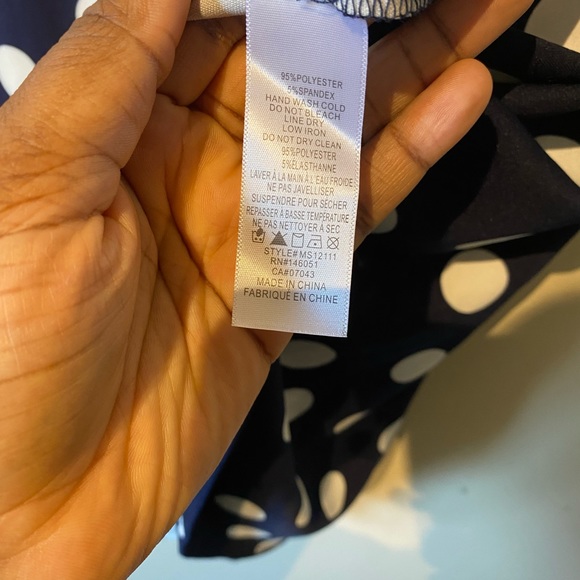 95%POLYESTER
5%SPANDEX
HAND WASH COLD
DO NOT BLEACH
LINE DRY
LOW IRON
DO NOT DRY CLEAN
95%POLYESTER
5%ELASTHANNE
LAVER À LA MAIN À L'EAU FROIDE
NE PAS JAVELLISER
SUSPENDRE POUR SÉCHER
REPASSER À BASSE TEMPÉRATURE
NE PAS NETTOYER À SEC
STYLE# MS12111
RN#146051
CA#07043
MADE IN CHINA
FABRIQUÉ EN CHINE